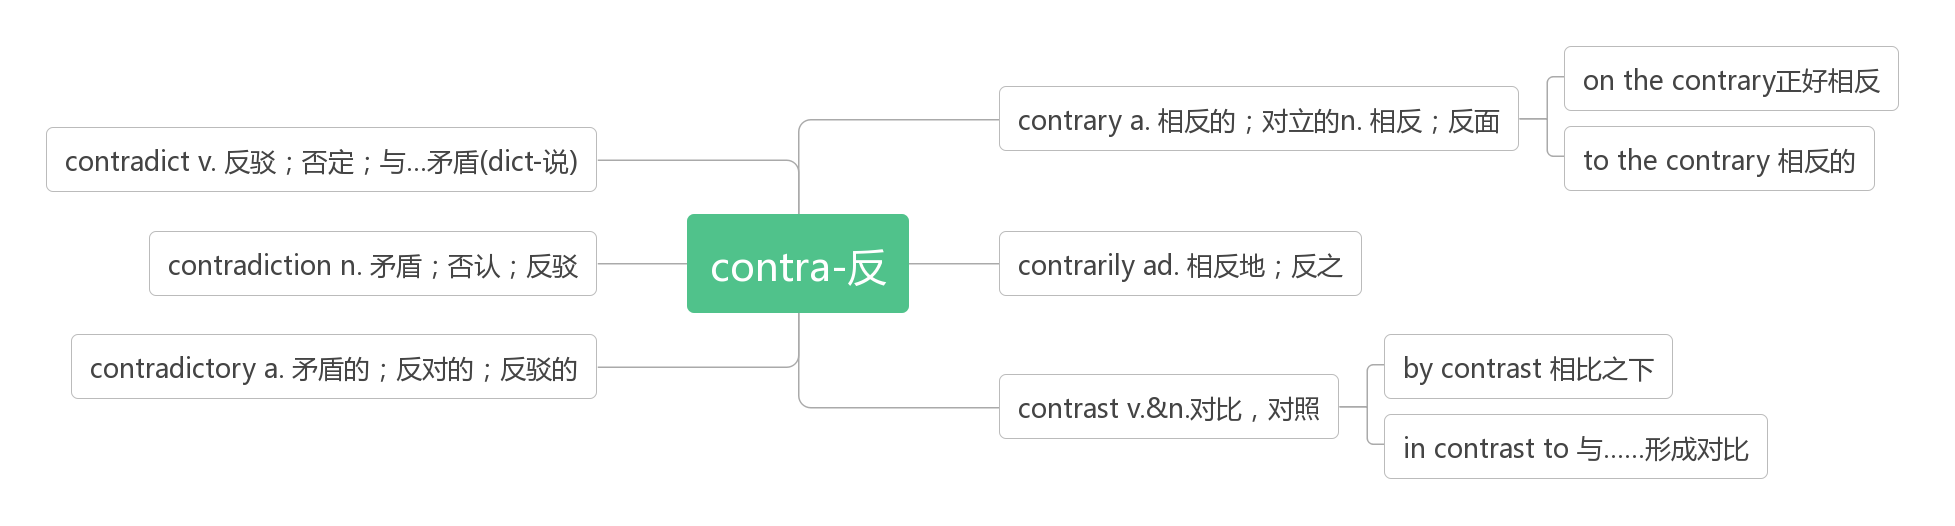 contra-反
contrary a. 相反的；对立的n. 相反；反面
on the contrary正好相反
to the contrary 相反的
contrarily ad. 相反地；反之
contrast v.&n.对比，对照
by contrast 相比之下
in contrast to 与……形成对比
contradict v. 反驳；否定；与...矛盾(dict-说)
contradiction n. 矛盾；否认；反驳
contradictory a. 矛盾的；反对的；反驳的